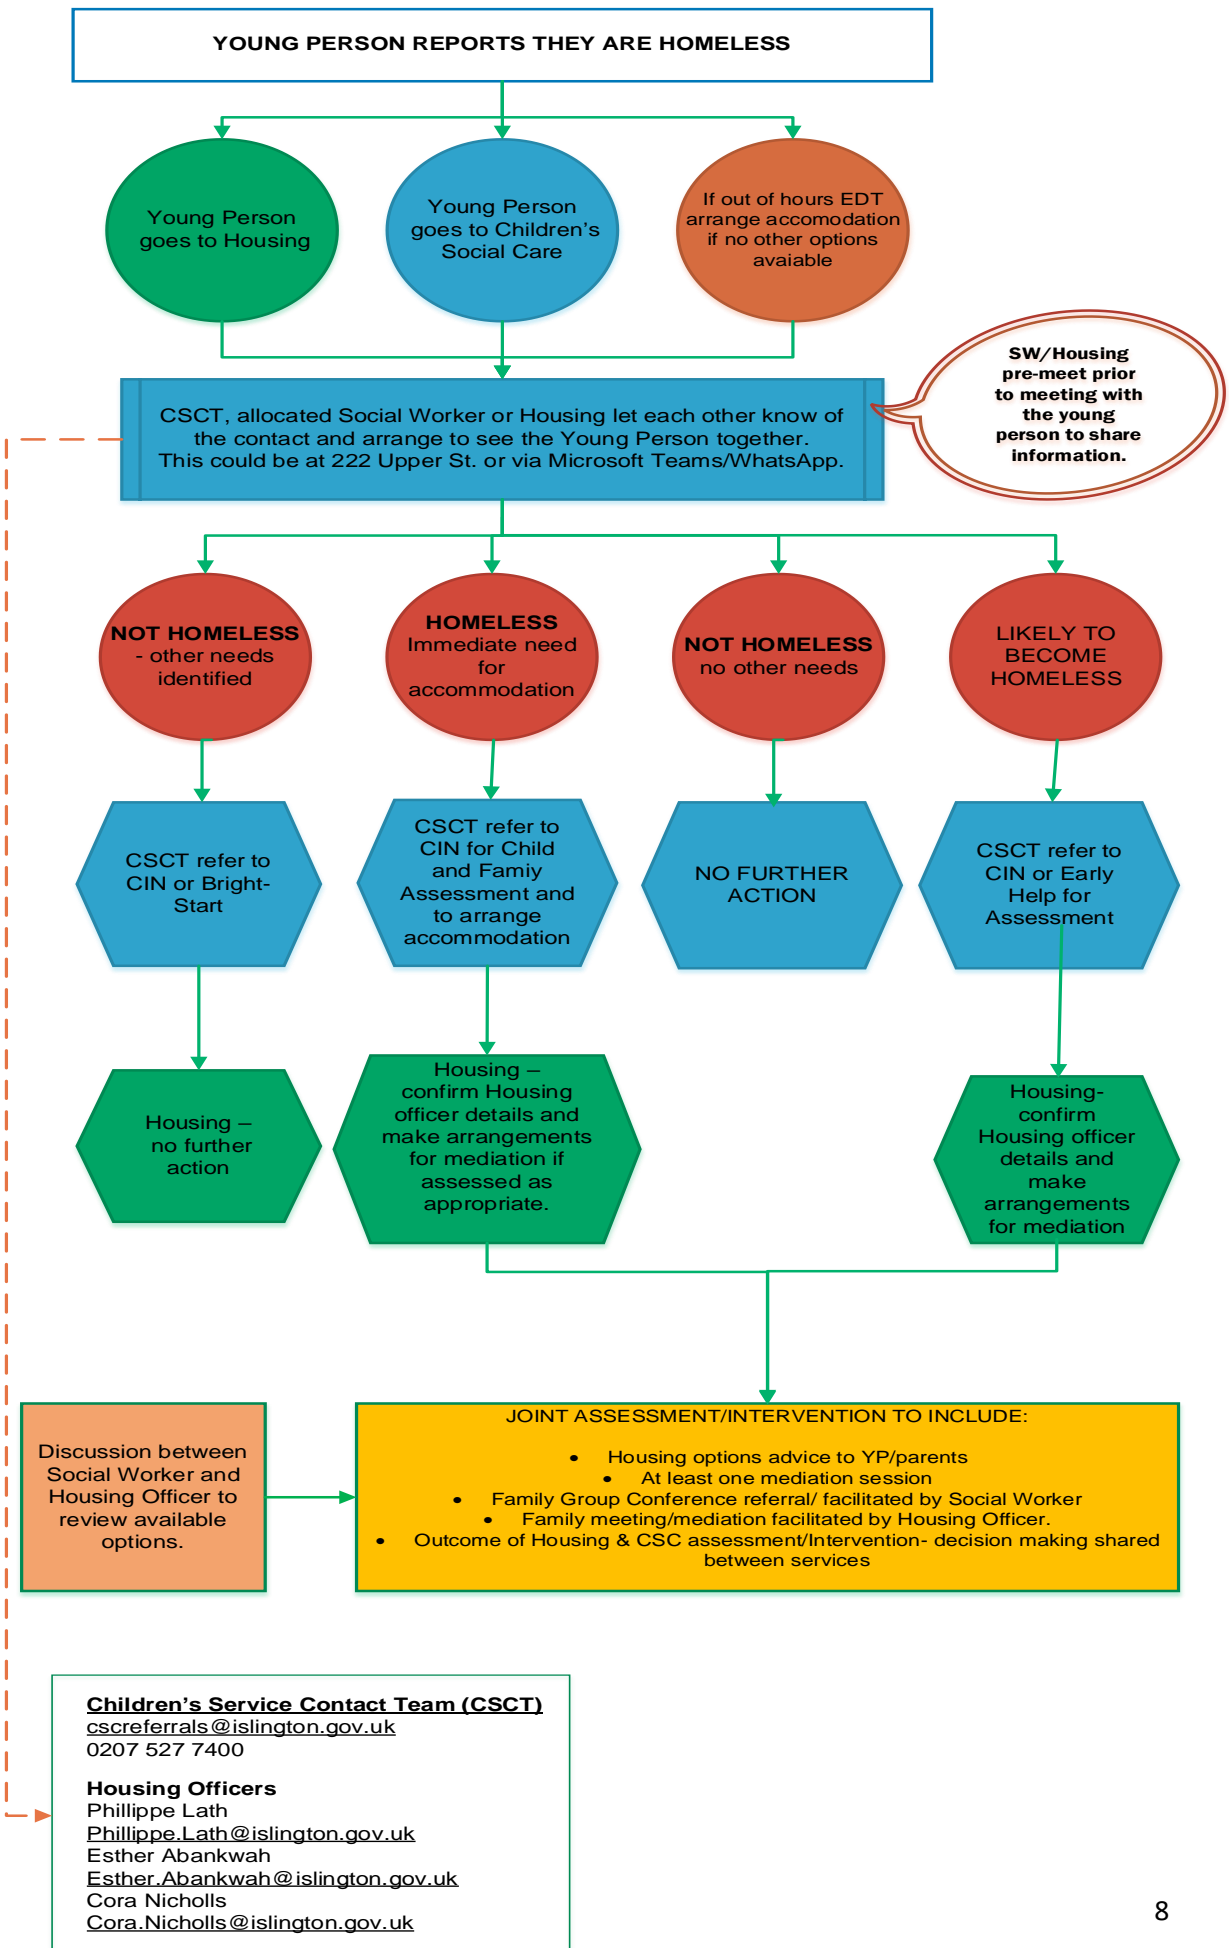 YOUNG PERSON REPORTS THEY ARE HOMELESS
Young Person
goes to Housing
Young Person
goes to Children's
Social Care
If out of hours EDT
arrange accomodation
if no other options
avaiable
SW/Housing
pre-meet prior
to meeting with
the young
person to share
information.
CSCT, allocated Social Worker or Housing let each other know of
the contact and arrange to see the Young Person together.
This could be at 222 Upper St. or via Microsoft Teams/WhatsApp.
NOT HOMELESS
- other needs
identified
HOMELESS
Immediate need
for
accommodation
NOT HOMELESS
no other needs
LIKELY TO
BECOME
HOMELESS
CSCT refer to
CIN or Bright-
Start
CSCT refer to
CIN for Child
and Famiy
Assessment and
to arrange
accommodation
NO FURTHER
ACTION
CSCT refer to
CIN or Early
Help for
Assessment
Housing –
no further
action
Housing –
confirm Housing
officer details and
make arrangements
for mediation if
assessed as
appropriate.
Housing-
confirm
Housing officer
details and
make
arrangements
for mediation
Discussion between
Social Worker and
Housing Officer to
review available
options.
JOINT ASSESSMENT/INTERVENTION TO INCLUDE:
• Housing options advice to YP/parents
• At least one mediation session
• Family Group Conference referral/ facilitated by Social Worker
• Family meeting/mediation facilitated by Housing Officer.
• Outcome of Housing & CSC assessment/Intervention- decision making shared
between services
Children's Service Contact Team (CSCT)
cscreferrals@islington.gov.uk
0207 527 7400
Housing Officers
Phillippe Lath
Phillippe.Lath@islington.gov.uk
Esther Abankwah
Esther.Abankwah@islington.gov.uk
Cora Nicholls
Cora.Nicholls@islington.gov.uk
8